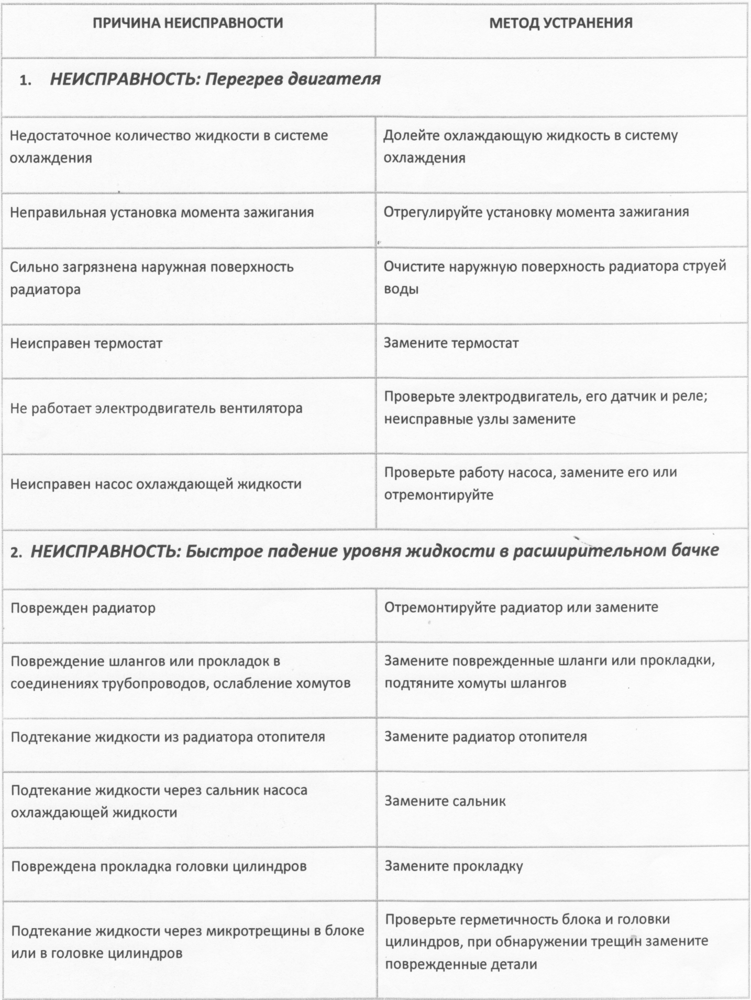 ПРИЧИНА НЕИСПРАВНОСТИ
МЕТОД УСТРАНЕНИЯ
1. НЕИСПРАВНОСТЬ: Перегрев двигателя
Недостаточное количество жидкости в системе
охлаждения
Долейте охлаждающую жидкость в систему
охлаждения
Неправильная установка момента зажигания
Отрегулируйте установку момента зажигания
Сильно загрязнена наружная поверхность
радиатора
Очистите наружную поверхность радиатора струей
воды
Неисправен термостат
Замените термостат
Не работает электродвигатель вентилятора
Проверьте электродвигатель, его датчик и реле;
неисправные узлы замените
Неисправен насос охлаждающей жидкости
Проверьте работу насоса, замените его или
отремонтируйте
2. НЕИСПРАВНОСТЬ: Быстрое падение уровня жидкости в расширительном бачке
Поврежден радиатор
Отремонтируйте радиатор или замените
Повреждение шлангов или прокладок в
соединениях трубопроводов, ослабление хомутов
Замените поврежденные шланги или прокладки,
подтяните хомуты шлангов
Подтекание жидкости из радиатора отопителя
Замените радиатор отопителя
Подтекание жидкости через сальник насоса
охлаждающей жидкости
Замените сальник
Повреждена прокладка головки цилиндров
Замените прокладку
Подтекание жидкости через микротрещины в блоке
или в головке цилиндров
Проверьте герметичность блока и головки
цилиндров, при обнаружении трещин замените
поврежденные детали